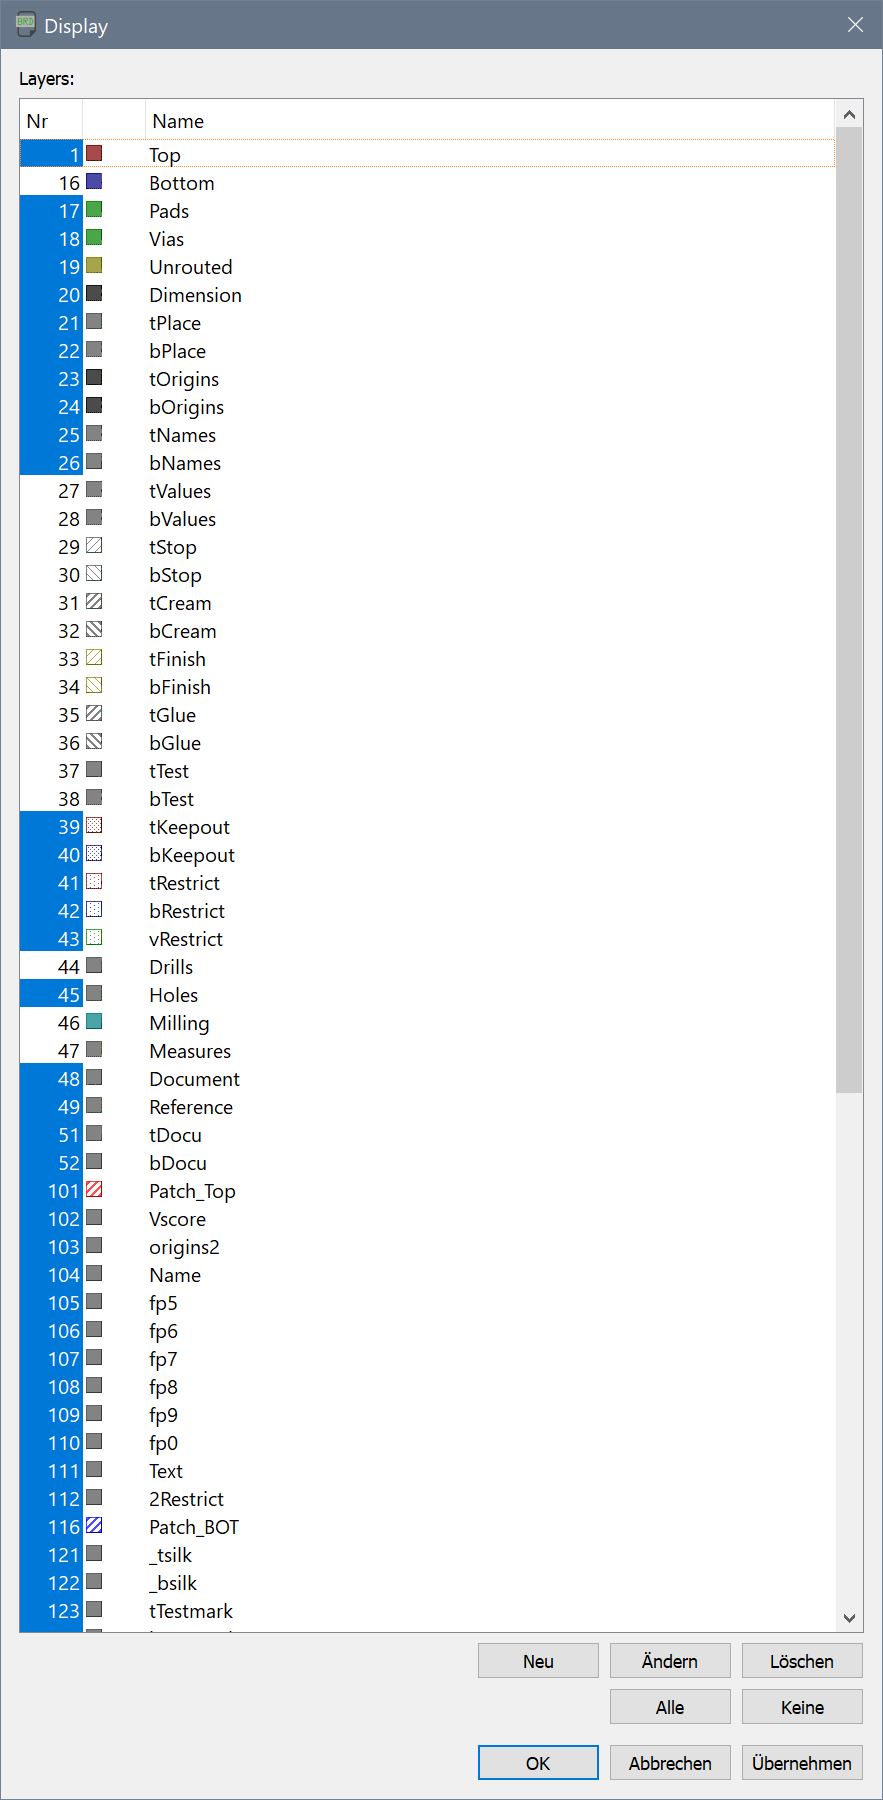 BRD
Display
Layers:
Nr Name
1 Top
16 Bottom
17 Pads
18 Vias
19 Unrouted
20 Dimension
21 tPlace
22 bPlace
23 tOrigins
24 bOrigins
25 tNames
26 bNames
27 tValues
28 bValues
29 tStop
30 bStop
31 tCream
32 bCream
33 tFinish
34 bFinish
35 tGlue
36 bGlue
37 tTest
38 bTest
39 tKeepout
40 bKeepout
41 tRestrict
42 bRestrict
43 vRestrict
44 Drills
45 Holes
46 Milling
47 Measures
48 Document
49 Reference
51 tDocu
52 bDocu
101 Patch_Top
102 Vscore
103 origins2
104 Name
105 fp5
106 fp6
107 fp7
108 fp8
109 fp9
110 fp0
111 Text
112 2Restrict
116 Patch_BOT
121 _tsilk
122 _bsilk
123 tTestmark
Neu Ändern Löschen
Alle Keine
OK Abbrechen Übernehmen